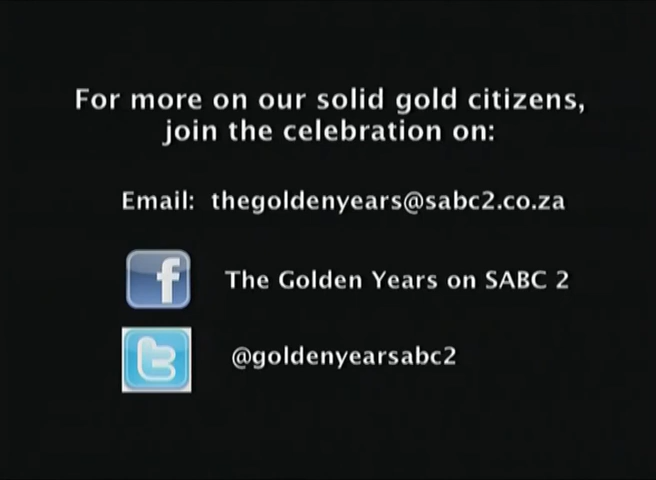 For more on our solid gold citizens,
join the celebration on:
Email: thegoldenyears@sabc2.co.za
The Golden Years on SABC 2
@goldenyearsabc2